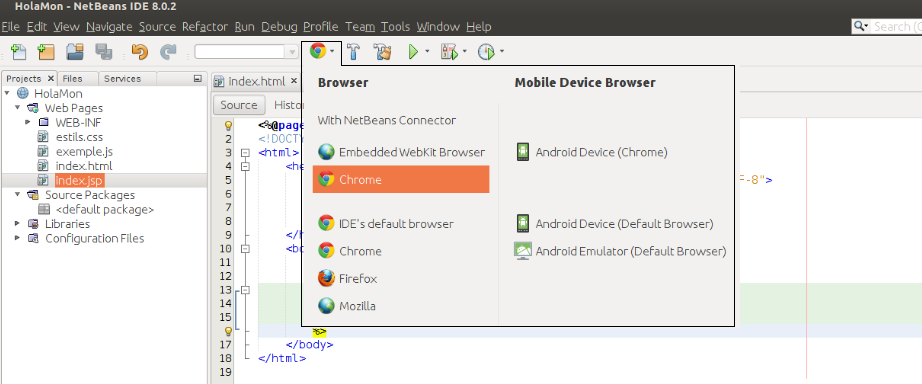 HolaMon - NetBeans IDE 8.0.2
File Edit View Navigate Source Refactor Run Debug Profile Team Tools Window Help
Search (C
Projects Files Services
index.html
HolaMon
Web Pages
WEB-INF
estils.css
exemple.js
index.html
index.jsp
Source Packages
<default package>
Libraries
Configuration Files
Source Histo
Browser
Mobile Device Browser
With NetBeans Connector
Embedded WebKit Browser
Android Device (Chrome)
Chrome
IDE's default browser
Android Device (Default Browser)
Chrome
Android Emulator (Default Browser)
Firefox
Mozilla
<%@page
2 <!DOCTY
3 <html>
4 <he
5 F-8">
6
7
8
9 </h
10 <bo
11
12
13
14
15
%>
17 </body>
18 </html>
19